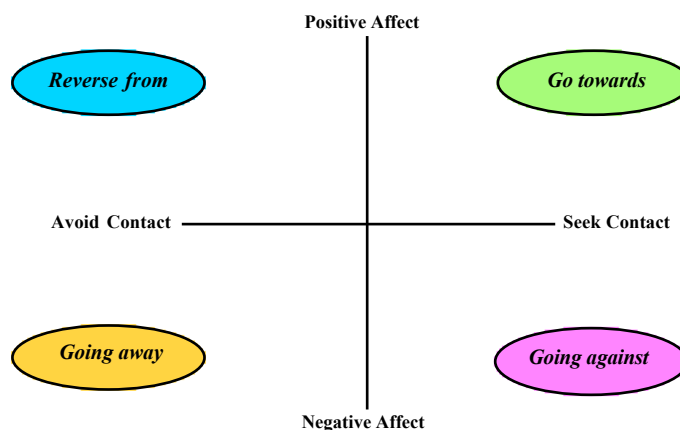 Positive Affect
Reverse from
Go towards
Avoid Contact
Seek Contact
Going away
Going against
Negative Affect